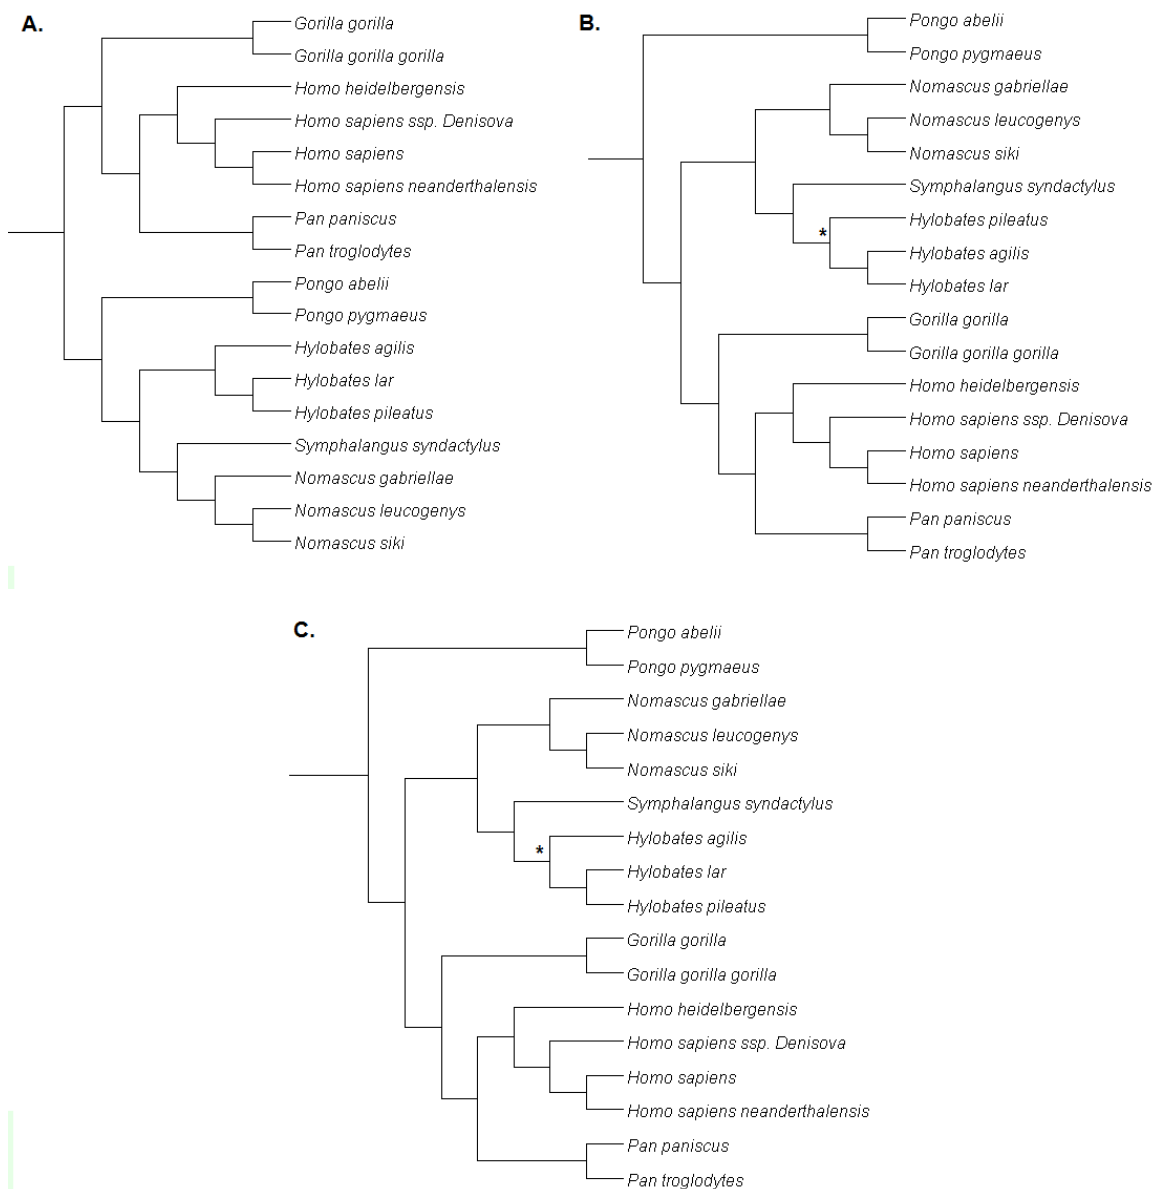 A.
Gorilla gorilla
Gorilla gorilla gorilla
Homo heidelbergensis
Homo sapiens ssp. Denisova
Homo sapiens
Homo sapiens neanderthalensis
Pan paniscus
Pan troglodytes
Pongo abelii
Pongo pygmaeus
Hylobates agilis
Hylobates lar
Hylobates pileatus
Symphalangus syndactylus
Nomascus gabriellae
Nomascus leucogenys
Nomascus siki
B.
Pongo abelii
Pongo pygmaeus
Nomascus gabriellae
Nomascus leucogenys
Nomascus siki
Symphalangus syndactylus
Hylobates pileatus
*
Hylobates agilis
Hylobates lar
Gorilla gorilla
Gorilla gorilla gorilla
Homo heidelbergensis
Homo sapiens ssp. Denisova
Homo sapiens
Homo sapiens neanderthalensis
Pan paniscus
Pan troglodytes
C.
Pongo abelii
Pongo pygmaeus
Nomascus gabriellae
Nomascus leucogenys
Nomascus siki
Symphalangus syndactylus
Hylobates agilis
*
Hylobates lar
Hylobates pileatus
Gorilla gorilla
Gorilla gorilla gorilla
Homo heidelbergensis
Homo sapiens ssp. Denisova
Homo sapiens
Homo sapiens neanderthalensis
Pan paniscus
Pan troglodytes